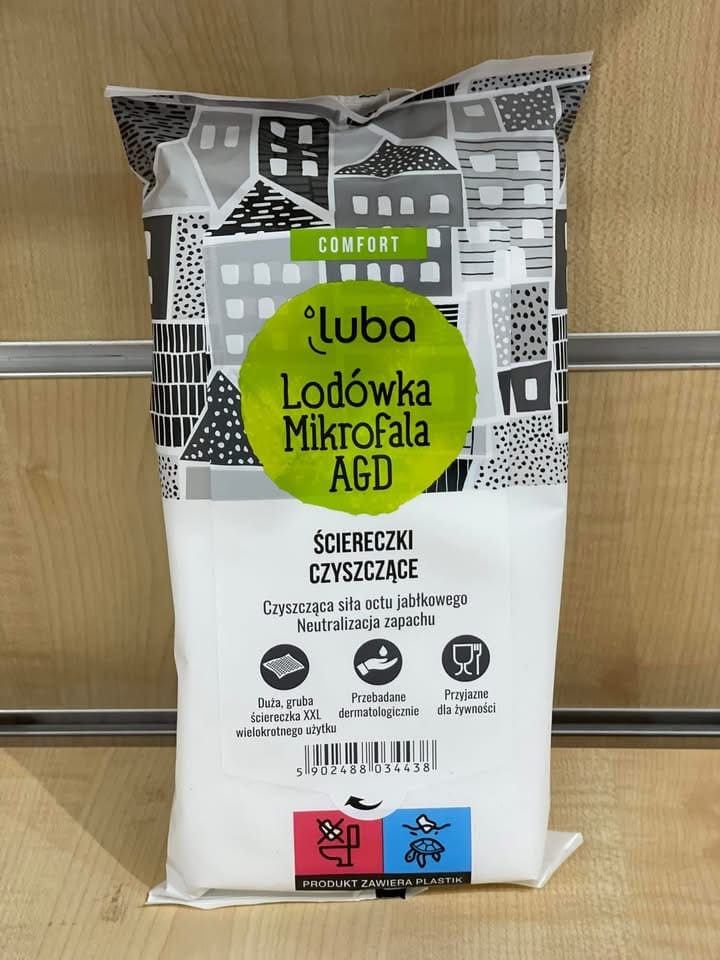 COMFORT
luba
Lodówka
Mikrofala
AGD
ŚCIERECZKI
CZYSZCZĄCE
Czyszcząca siła octu jabłkowego
Neutralizacja zapachu
Duża, gruba
ściereczka XXL
wielokrotnego użytku
Przebadane
dermatologicznie
Przyjazne
dla żywności
5 902488 034438
PRODUKT ZAWIERA PLASTIK